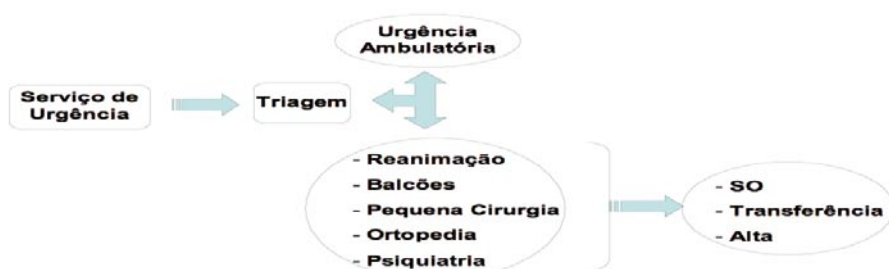 Urgência
Ambulatória
Serviço de
Urgência
Triagem
- Reanimação
- Balcões
- Pequena Cirurgia
- Ortopedia
- Psiquiatria
- SO
- Transferência
- Alta